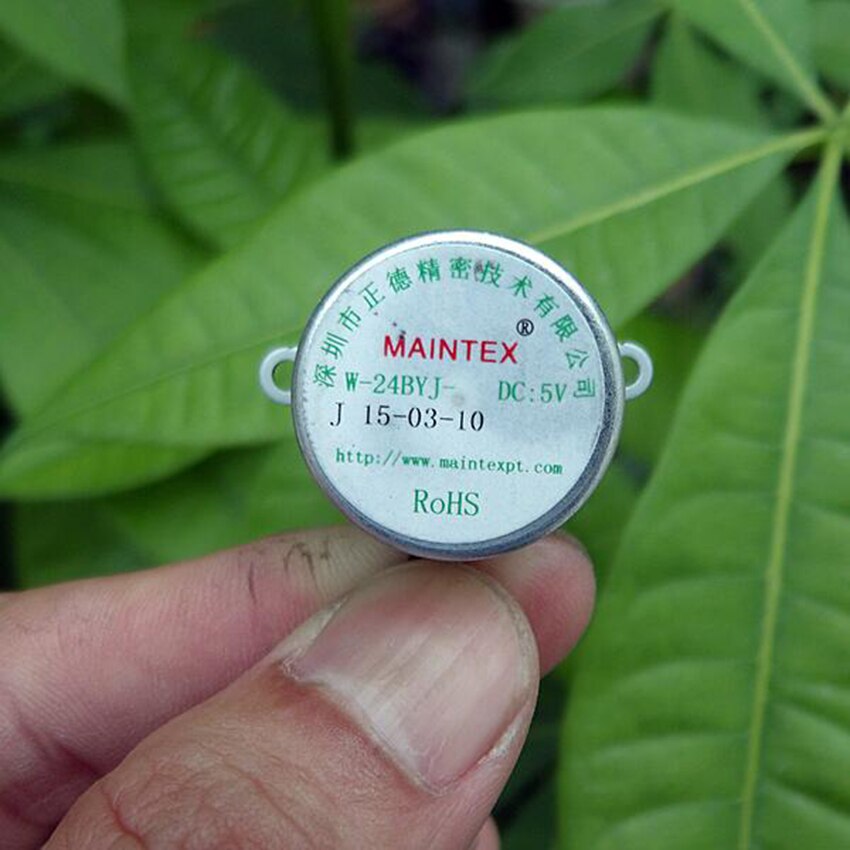 深圳市正德精密技术有限公司
MAINTEX®
W-24BYJ- DC:5V
J 15-03-10
http://www.maintexpt.com
RoHS